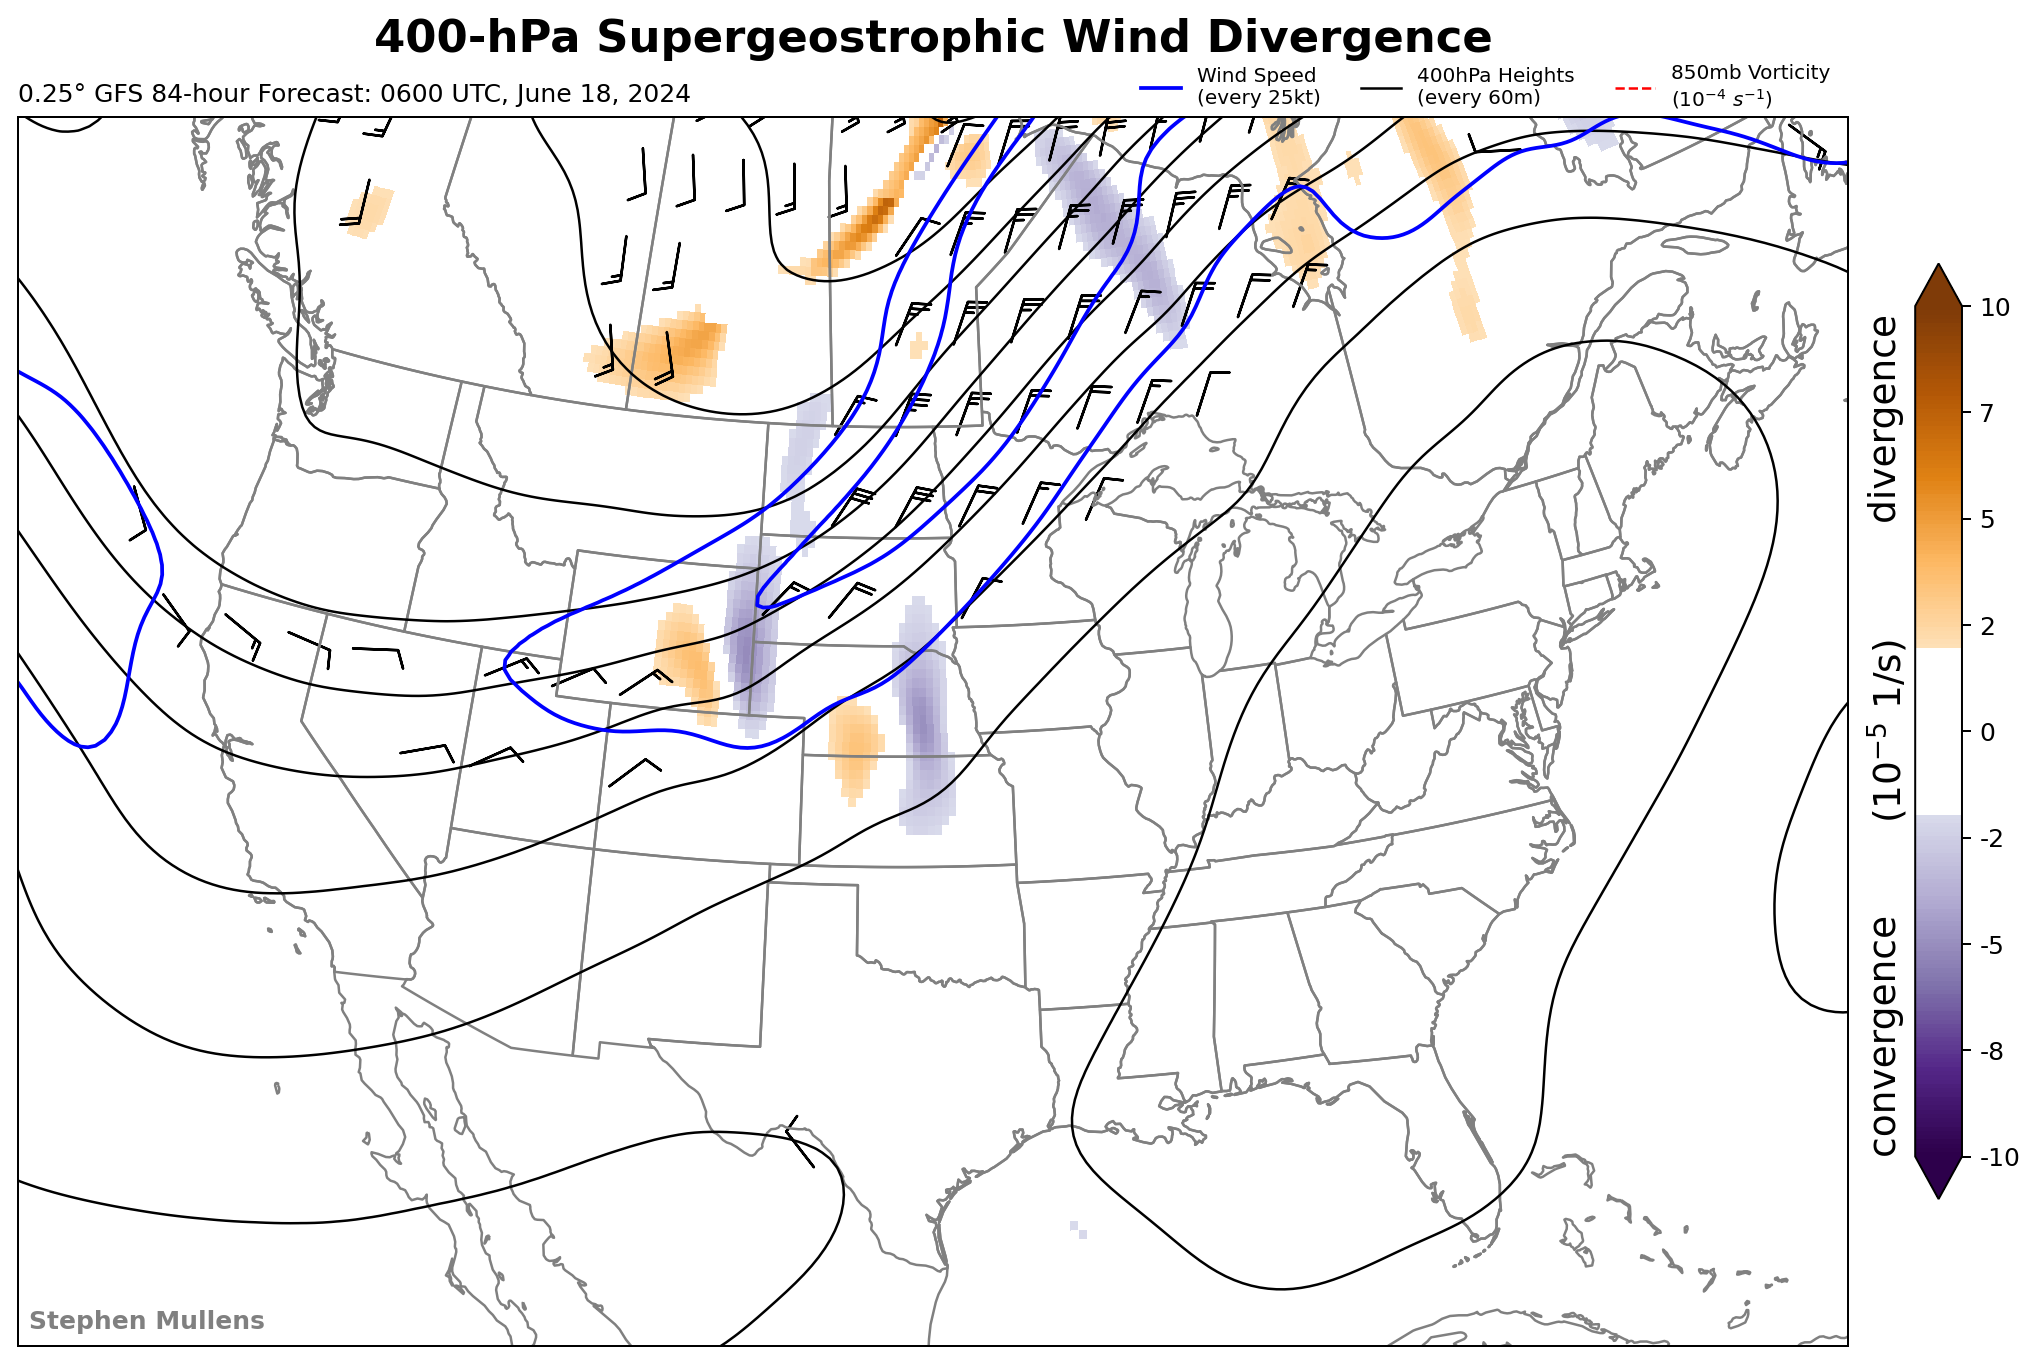 400-hPa Supergeostrophic Wind Divergence
0.25° GFS 84-hour Forecast: 0600 UTC, June 18, 2024
Wind Speed
(every 25kt)
400hPa Heights
(every 60m)
850mb Vorticity
(10⁻⁴ s⁻¹)
10
7
5
2
0
-2
-5
-8
-10
convergence (10⁻⁵ 1/s) divergence
Stephen Mullens